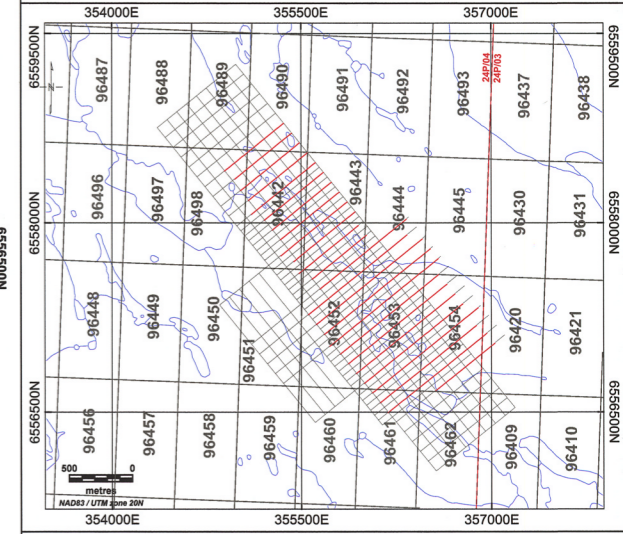 354000E
355500E
357000E
6559500N
6559500N
24P/04
24P/03
N
96487
96488
96489
96490
96491
96492
96493
96437
96438
96496
96497
96498
96442
96443
96444
96445
96430
96431
6558000N
6558000N
6556500N
96448
96449
96450
96451
96452
96453
96454
96420
96421
6556500N
6556500N
96456
96457
96458
96459
96460
96461
96462
96409
96410
500 0
metres
NAD83 / UTM zone 20N
354000E
355500E
357000E